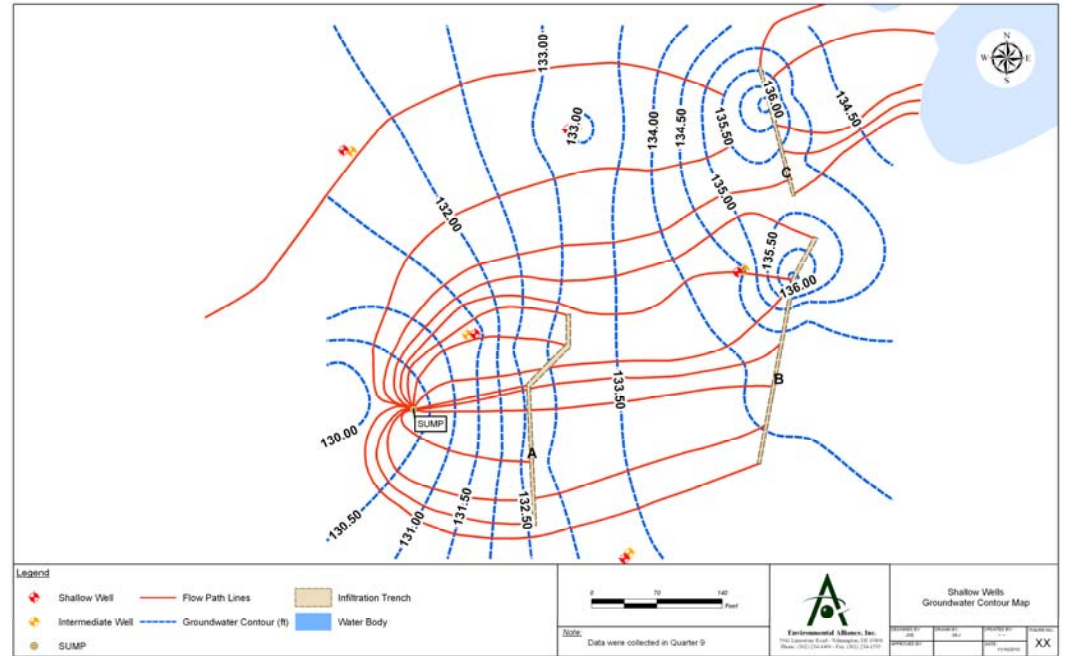 N
W E
S
133.00
136.00
134.50
133.00
135.50
134.00
134.50
C
135.00
132.00
135.50
136.00
133.50
B
SUMP
130.00
A
132.50
131.50
131.00
130.50
Legend
Shallow Well
Flow Path Lines
Infiltration Trench
Intermediate Well
Groundwater Contour (ft)
Water Body
SUMP
0 70 140
Feet
Note:
Data were collected in Quarter 9
Environmental Alliance, Inc.
Shallow Wells
Groundwater Contour Map
XX